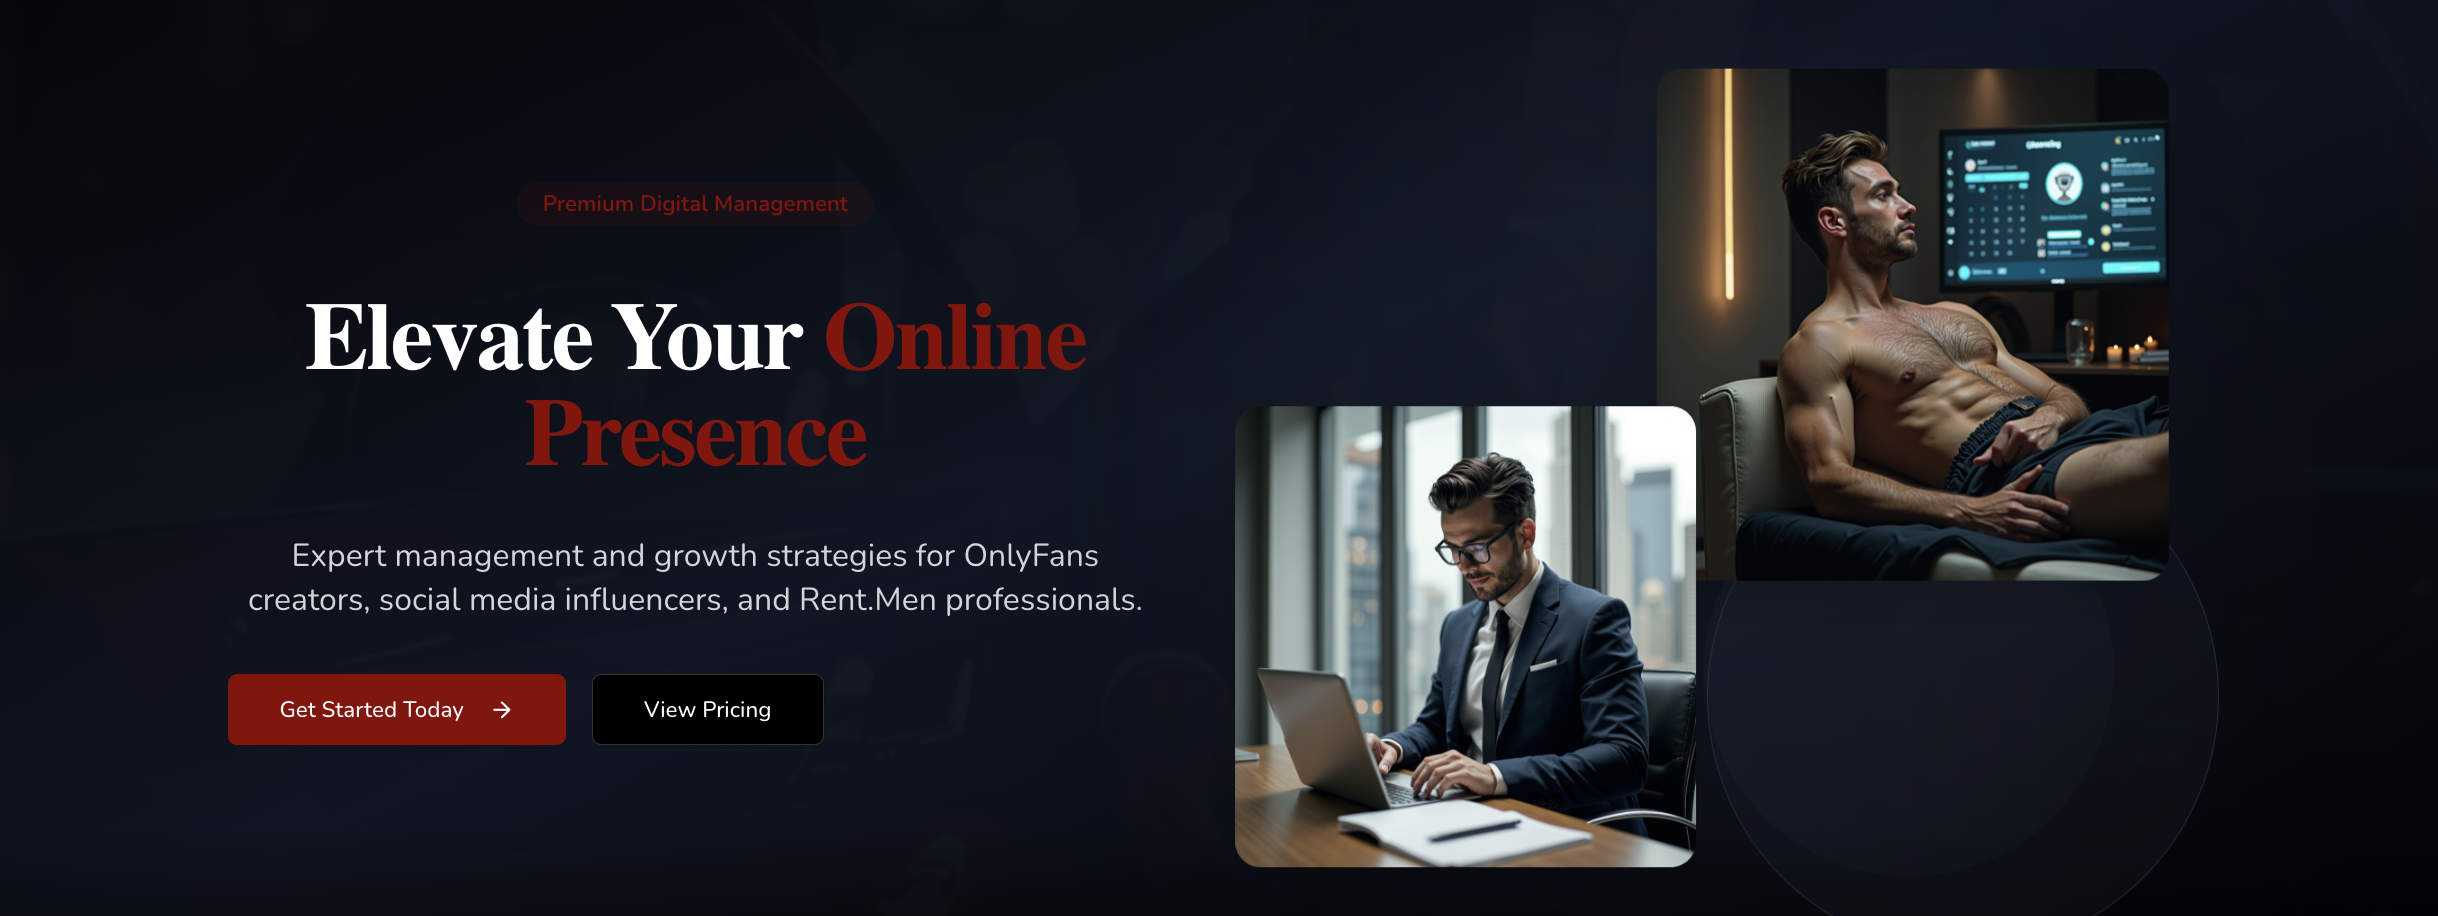 Premium Digital Management
Elevate Your Online
Presence
Expert management and growth strategies for OnlyFans
creators, social media influencers, and Rent.Men professionals.
Get Started Today
View Pricing